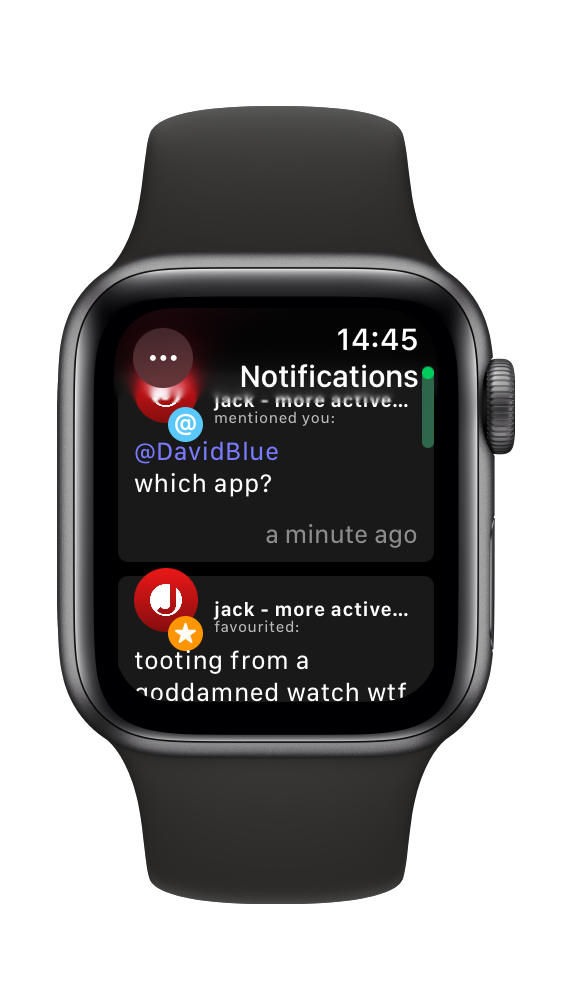 14:45
Notifications
jack - more active...
mentioned you:
@
@DavidBlue
which app?
a minute ago
J
jack - more active...
favourited:
tooting from a
goddamned watch wtf